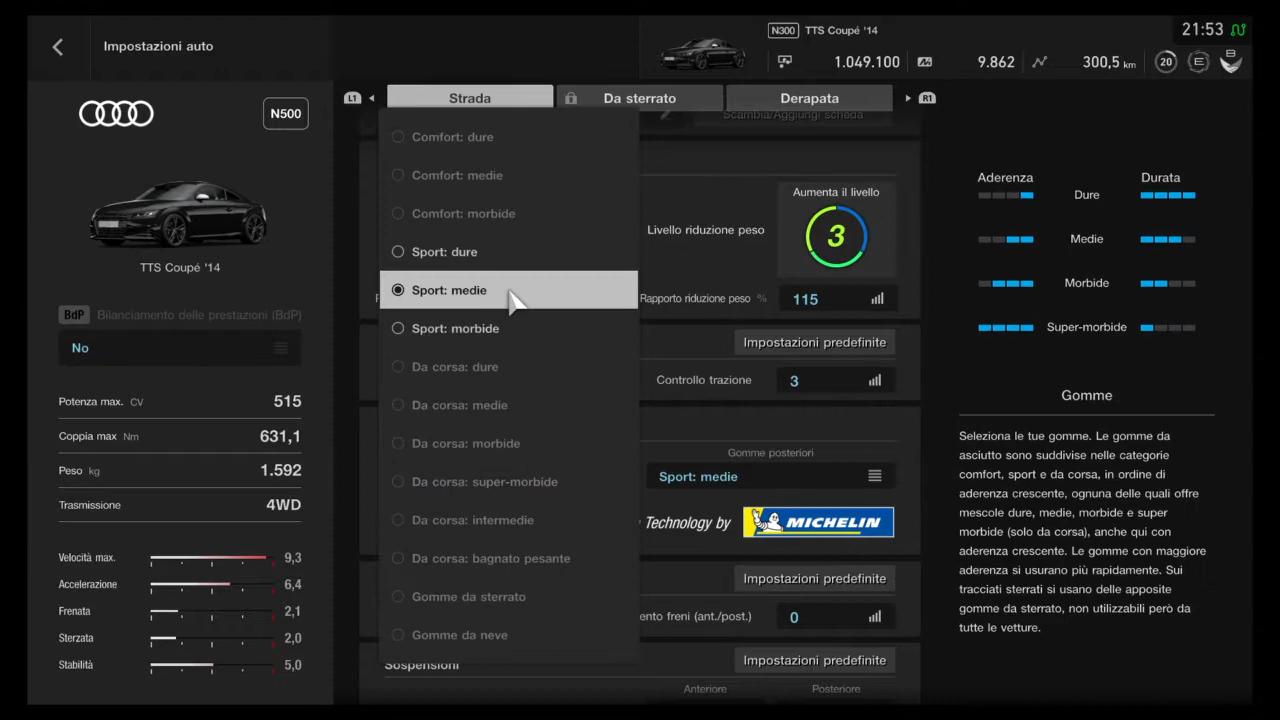 Impostazioni auto
N300 TTS Coupé '14
21:53
1.049.100
9.862
300,5 km
20
E
B
N500
TTS Coupé '14
BdP Bilanciamento delle prestazioni (BdP)
No
Potenza max. CV 515
Coppia max Nm 631,1
Peso kg 1.592
Trasmissione 4WD
Velocità max. 9,3
Accelerazione 6,4
Frenata 2,1
Sterzata 2,0
Stabilità 5,0
L1 Strada Da sterrato Derapata R1
Scambia/Aggiungi scheda
Comfort: dure
Comfort: medie
Comfort: morbide
Sport: dure
Sport: medie
Sport: morbide
Da corsa: dure
Da corsa: medie
Da corsa: morbide
Da corsa: super-morbide
Da corsa: intermedie
Da corsa: bagnato pesante
Gomme da sterrato
Gomme da neve
Aumenta il livello
Livello riduzione peso 3
Rapporto riduzione peso % 115
Impostazioni predefinite
Controllo trazione 3
Gomme posteriori
Sport: medie
Technology by MICHELIN
Impostazioni predefinite
ento freni (ant./post.) 0
Sospensioni
Impostazioni predefinite
Anteriore Posteriore
Aderenza Durata
Dure
Medie
Morbide
Super-morbide
Gomme
Seleziona le tue gomme. Le gomme da
asciutto sono suddivise nelle categorie
comfort, sport e da corsa, in ordine di
aderenza crescente, ognuna delle quali offre
mescole dure, medie, morbide e super
morbide (solo da corsa), anche qui con
aderenza crescente. Le gomme con maggiore
aderenza si usurano più rapidamente. Sui
tracciati sterrati si usano delle apposite
gomme da sterrato, non utilizzabili però da
tutte le vetture.